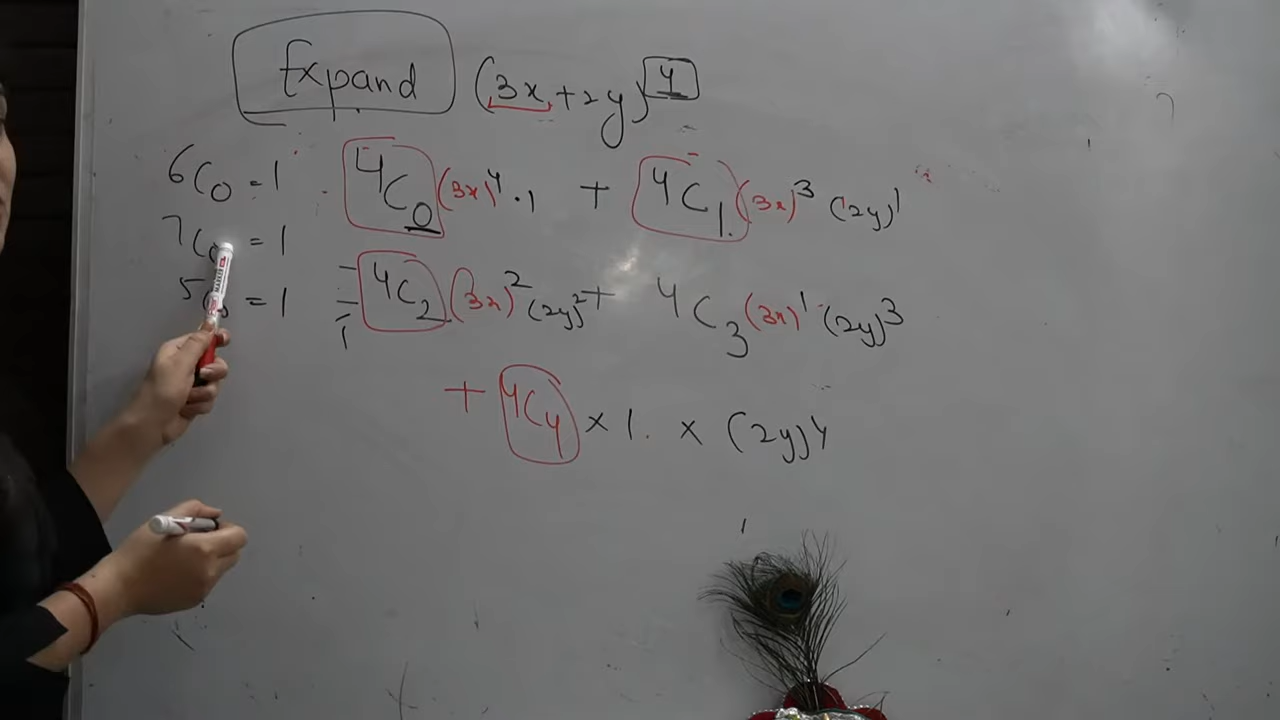 Expand (3x+2y)^4
6C0 = 1
7C0 = 1
5C0 = 1
4C0 (3x)^4 · 1 + 4C1 (3x)^3 (2y)^1
4C2 (3x)^2 (2y)^2 + 4C3 (3x)^1 (2y)^3
+ 4C4 × 1 × (2y)^4